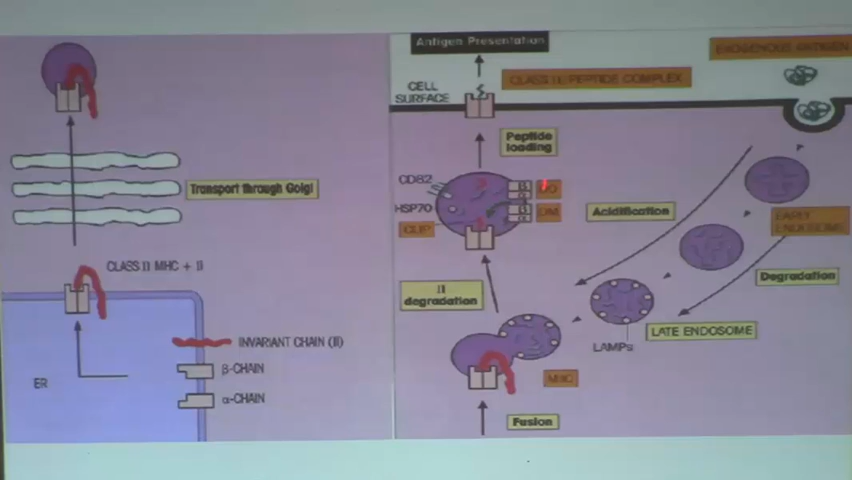 Transport through Golgi
CLASS II MHC + Ii
INVARIANT CHAIN (Ii)
β-CHAIN
α-CHAIN
ER
Antigen Presentation
EXOGENOUS ANTIGEN
CELL
SURFACE
CLASS II/PEPTIDE COMPLEX
Peptide
loading
CD82
HSP70
CLIP
β
α
DO
β
α
DM
Acidification
EARLY
ENDOSOME
Degradation
Ii
degradation
LATE ENDOSOME
LAMPs
MIIC
Fusion